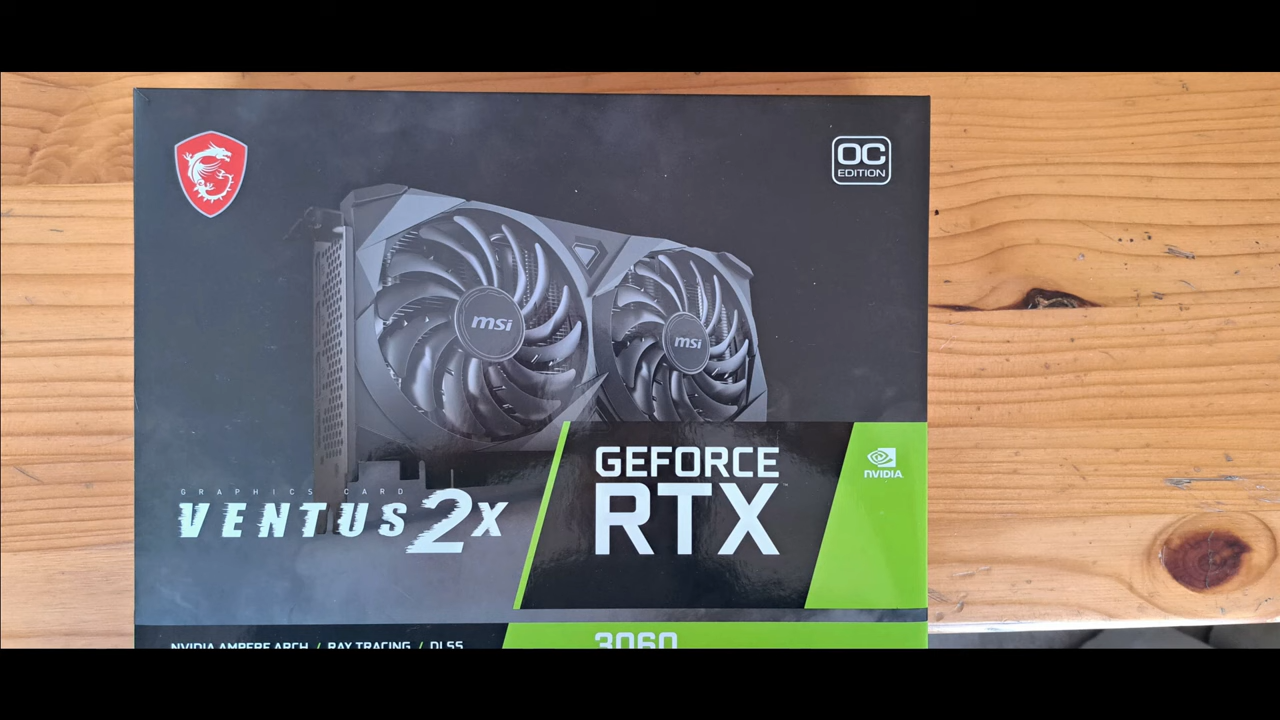 OC
EDITION
msi
msi
GRAPHICS CARD
VENTUS 2X
GEFORCE
RTX
NVIDIA
NVIDIA AMPERE ARCH / RAY TRACING / DLSS
3060